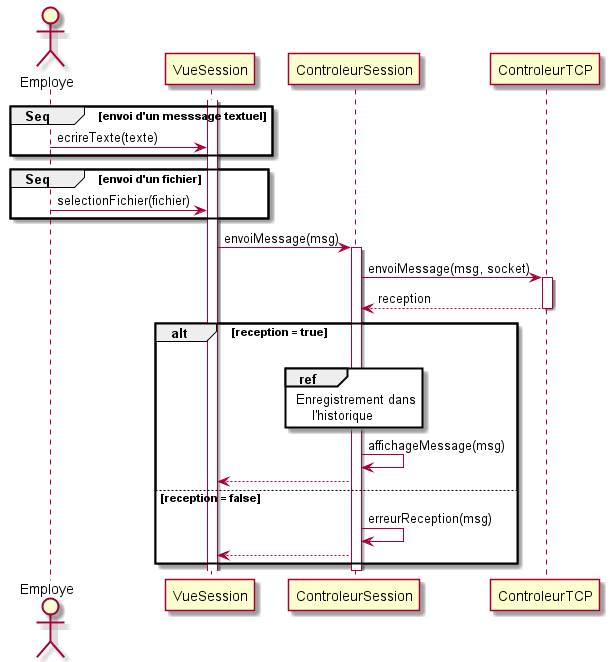 Employe
VueSession
ControleurSession
ControleurTCP
Seq [envoi d'un messsage textuel]
ecrireTexte(texte)
Seq [envoi d'un fichier]
selectionFichier(fichier)
envoiMessage(msg)
envoiMessage(msg, socket)
reception
alt [reception = true]
ref
Enregistrement dans
l'historique
affichageMessage(msg)
[reception = false]
erreurReception(msg)
Employe
VueSession
ControleurSession
ControleurTCP